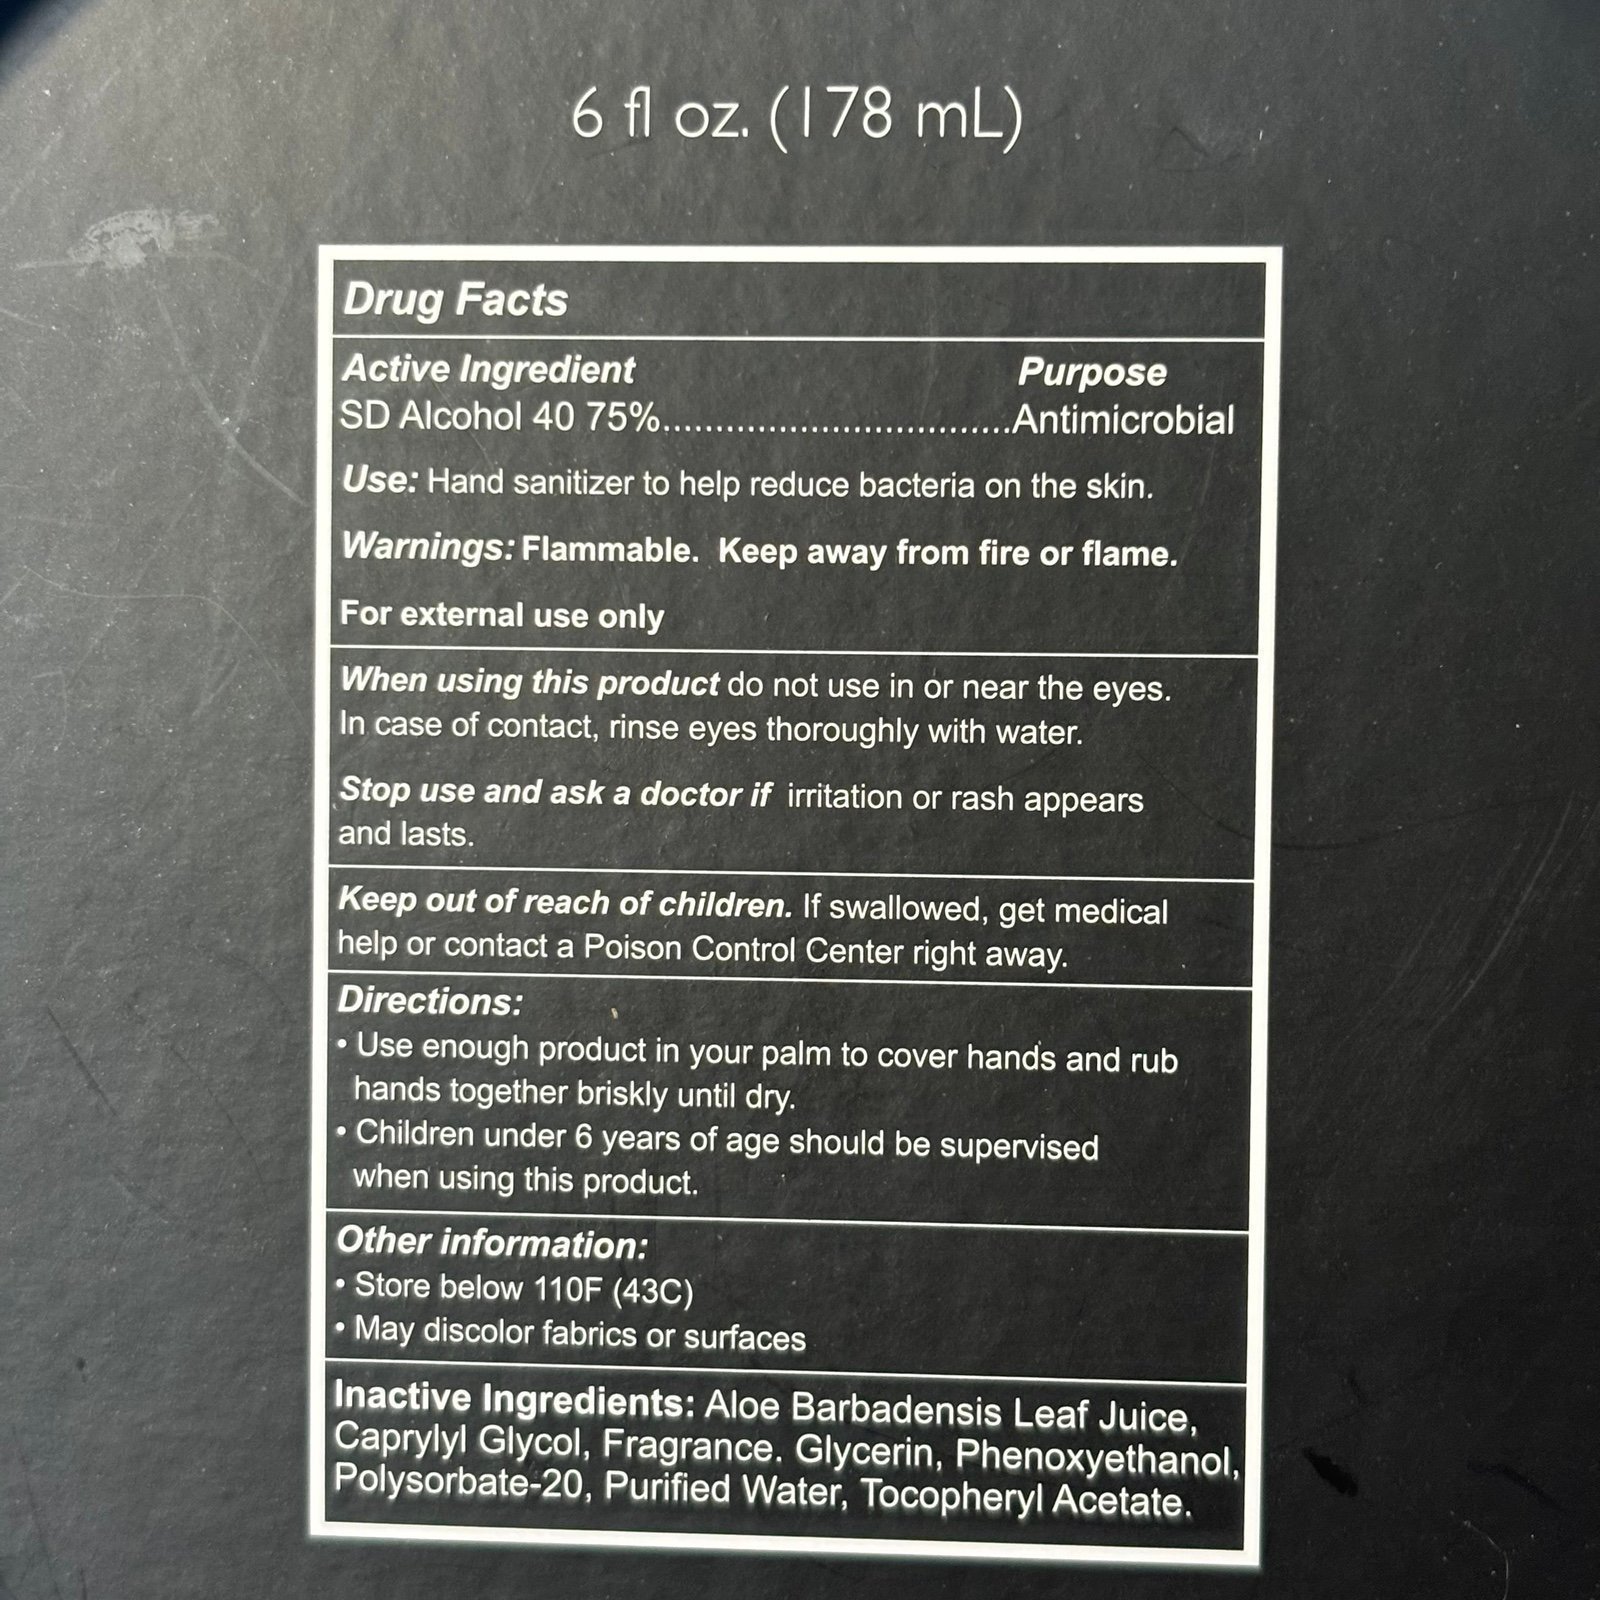 6 fl oz. (178 mL)
Drug Facts
Active Ingredient Purpose
SD Alcohol 40 75%..................................Antimicrobial
Use: Hand sanitizer to help reduce bacteria on the skin.
Warnings: Flammable. Keep away from fire or flame.
For external use only
When using this product do not use in or near the eyes.
In case of contact, rinse eyes thoroughly with water.
Stop use and ask a doctor if irritation or rash appears
and lasts.
Keep out of reach of children. If swallowed, get medical
help or contact a Poison Control Center right away.
Directions:
• Use enough product in your palm to cover hands and rub
hands together briskly until dry.
• Children under 6 years of age should be supervised
when using this product.
Other information:
• Store below 110F (43C)
• May discolor fabrics or surfaces
Inactive Ingredients: Aloe Barbadensis Leaf Juice,
Caprylyl Glycol, Fragrance. Glycerin, Phenoxyethanol,
Polysorbate-20, Purified Water, Tocopheryl Acetate.